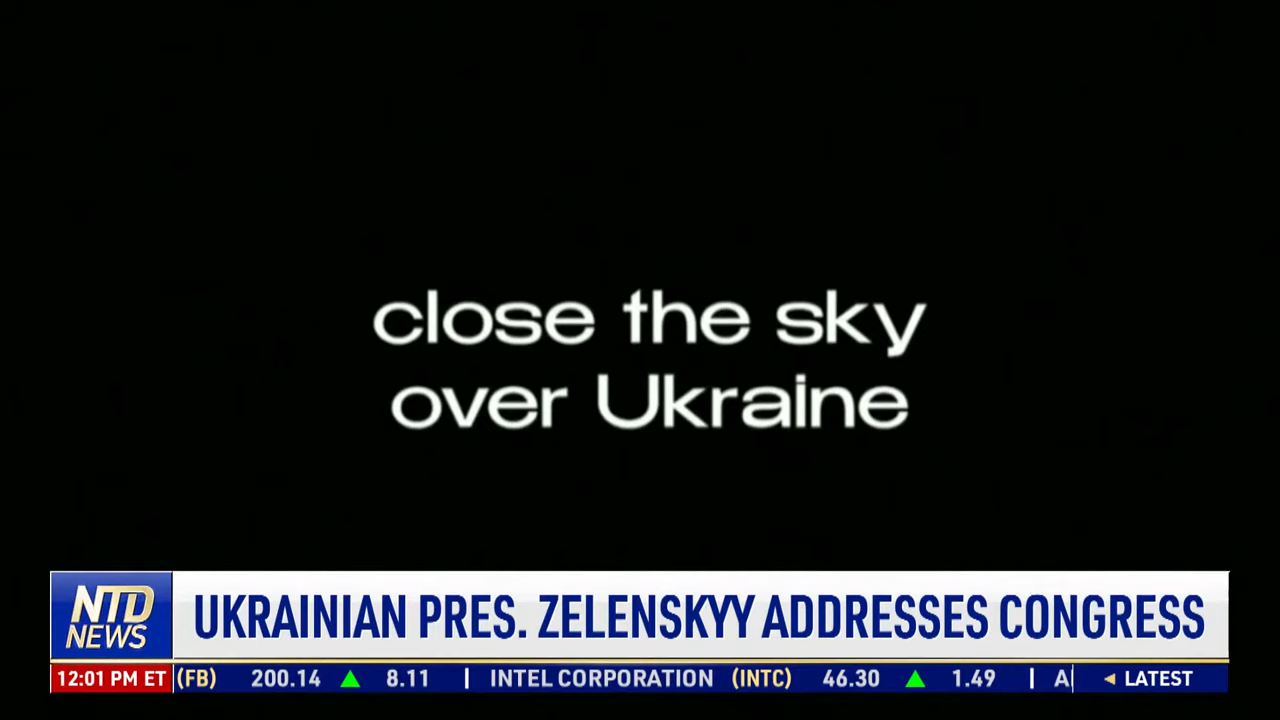 close the sky
over Ukraine
NTD
NEWS
UKRAINIAN PRES. ZELENSKYY ADDRESSES CONGRESS
12:01 PM ET (FB) 200.14 ▲ 8.11 | INTEL CORPORATION (INTC) 46.30 ▲ 1.49 | A ◄ LATEST